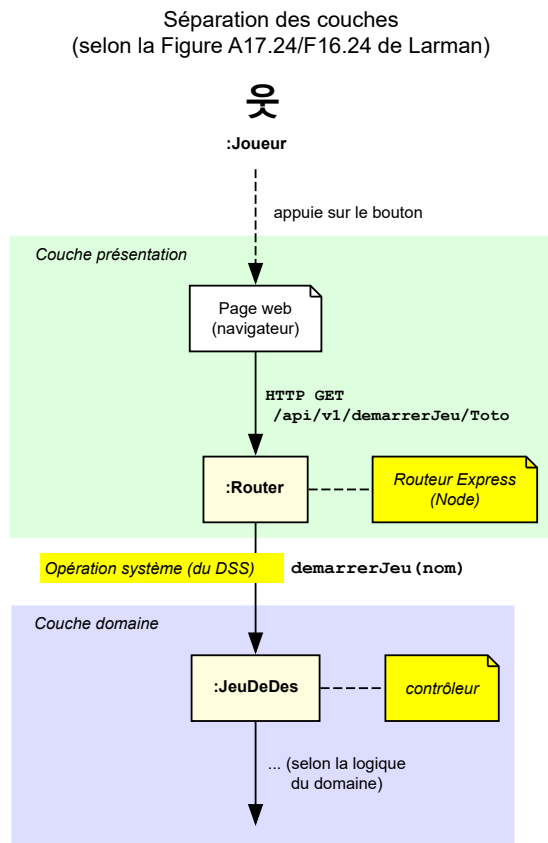 Séparation des couches
(selon la Figure A17.24/F16.24 de Larman)
웃
:Joueur
appuie sur le bouton
Couche présentation
Page web
(navigateur)
HTTP GET
/api/v1/demarrerJeu/Toto
:Router
Routeur Express
(Node)
Opération système (du DSS)
demarrerJeu(nom)
Couche domaine
:JeuDeDes
contrôleur
... (selon la logique
du domaine)